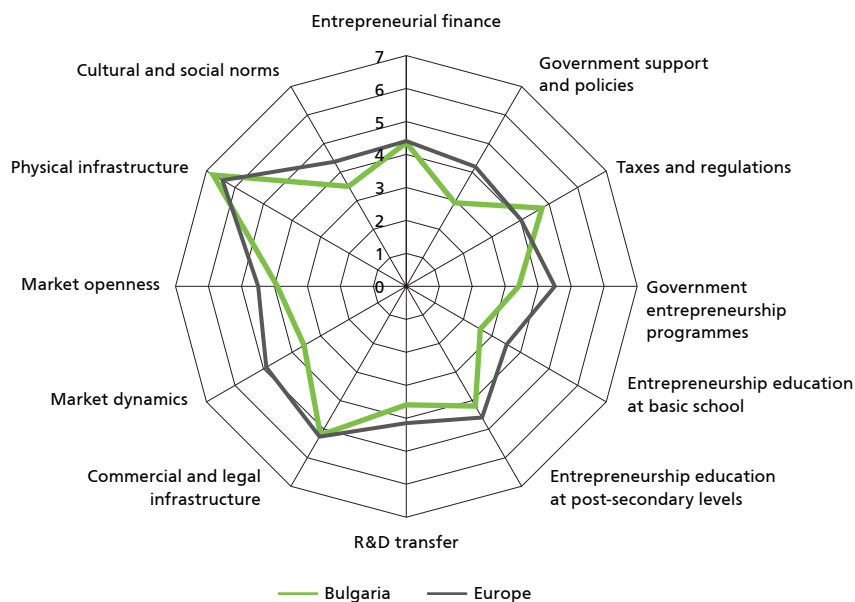 Entrepreneurial finance
Government support
and policies
Cultural and social norms
7
6
5
4
3
2
1
0
Physical infrastructure
Taxes and regulations
Market openness
Government
entrepreneurship
programmes
Market dynamics
Entrepreneurship education
at basic school
Commercial and legal
infrastructure
Entrepreneurship education
at post-secondary levels
R&D transfer
Bulgaria
Europe